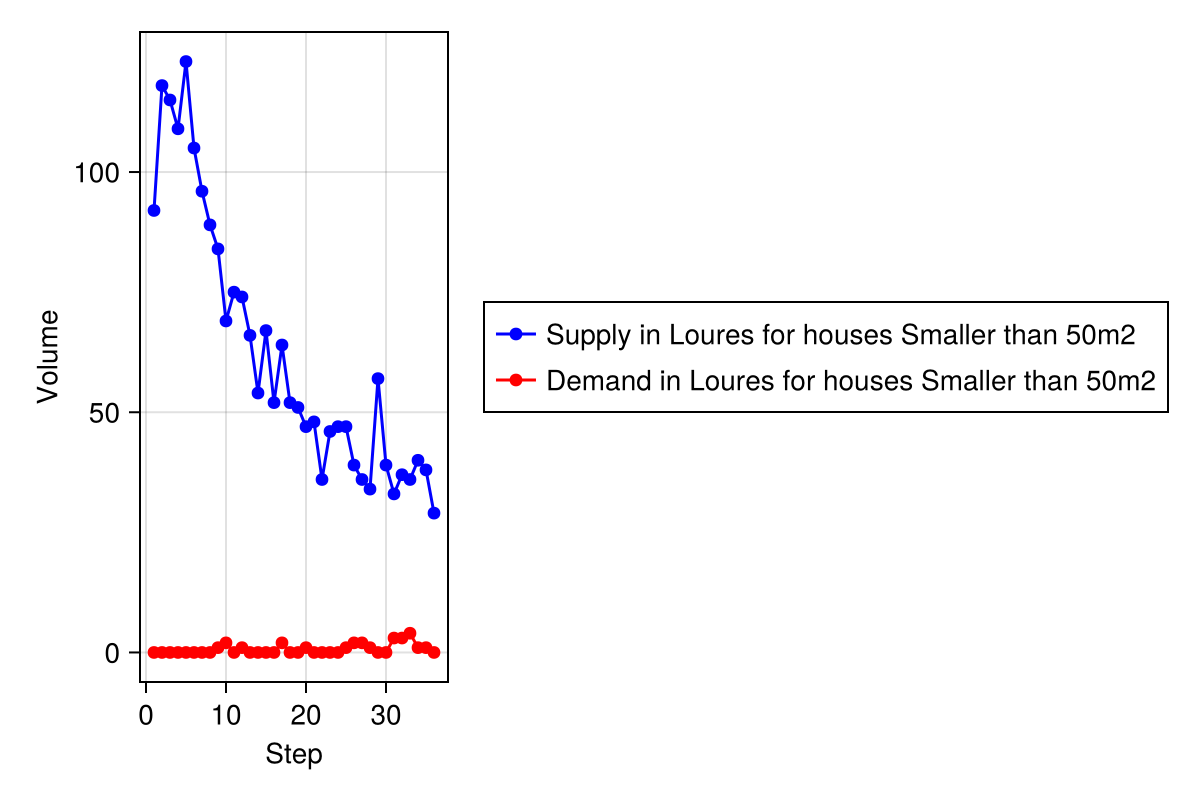 100
50
0
Volume
0 10 20 30
Step
Supply in Loures for houses Smaller than 50m2
Demand in Loures for houses Smaller than 50m2